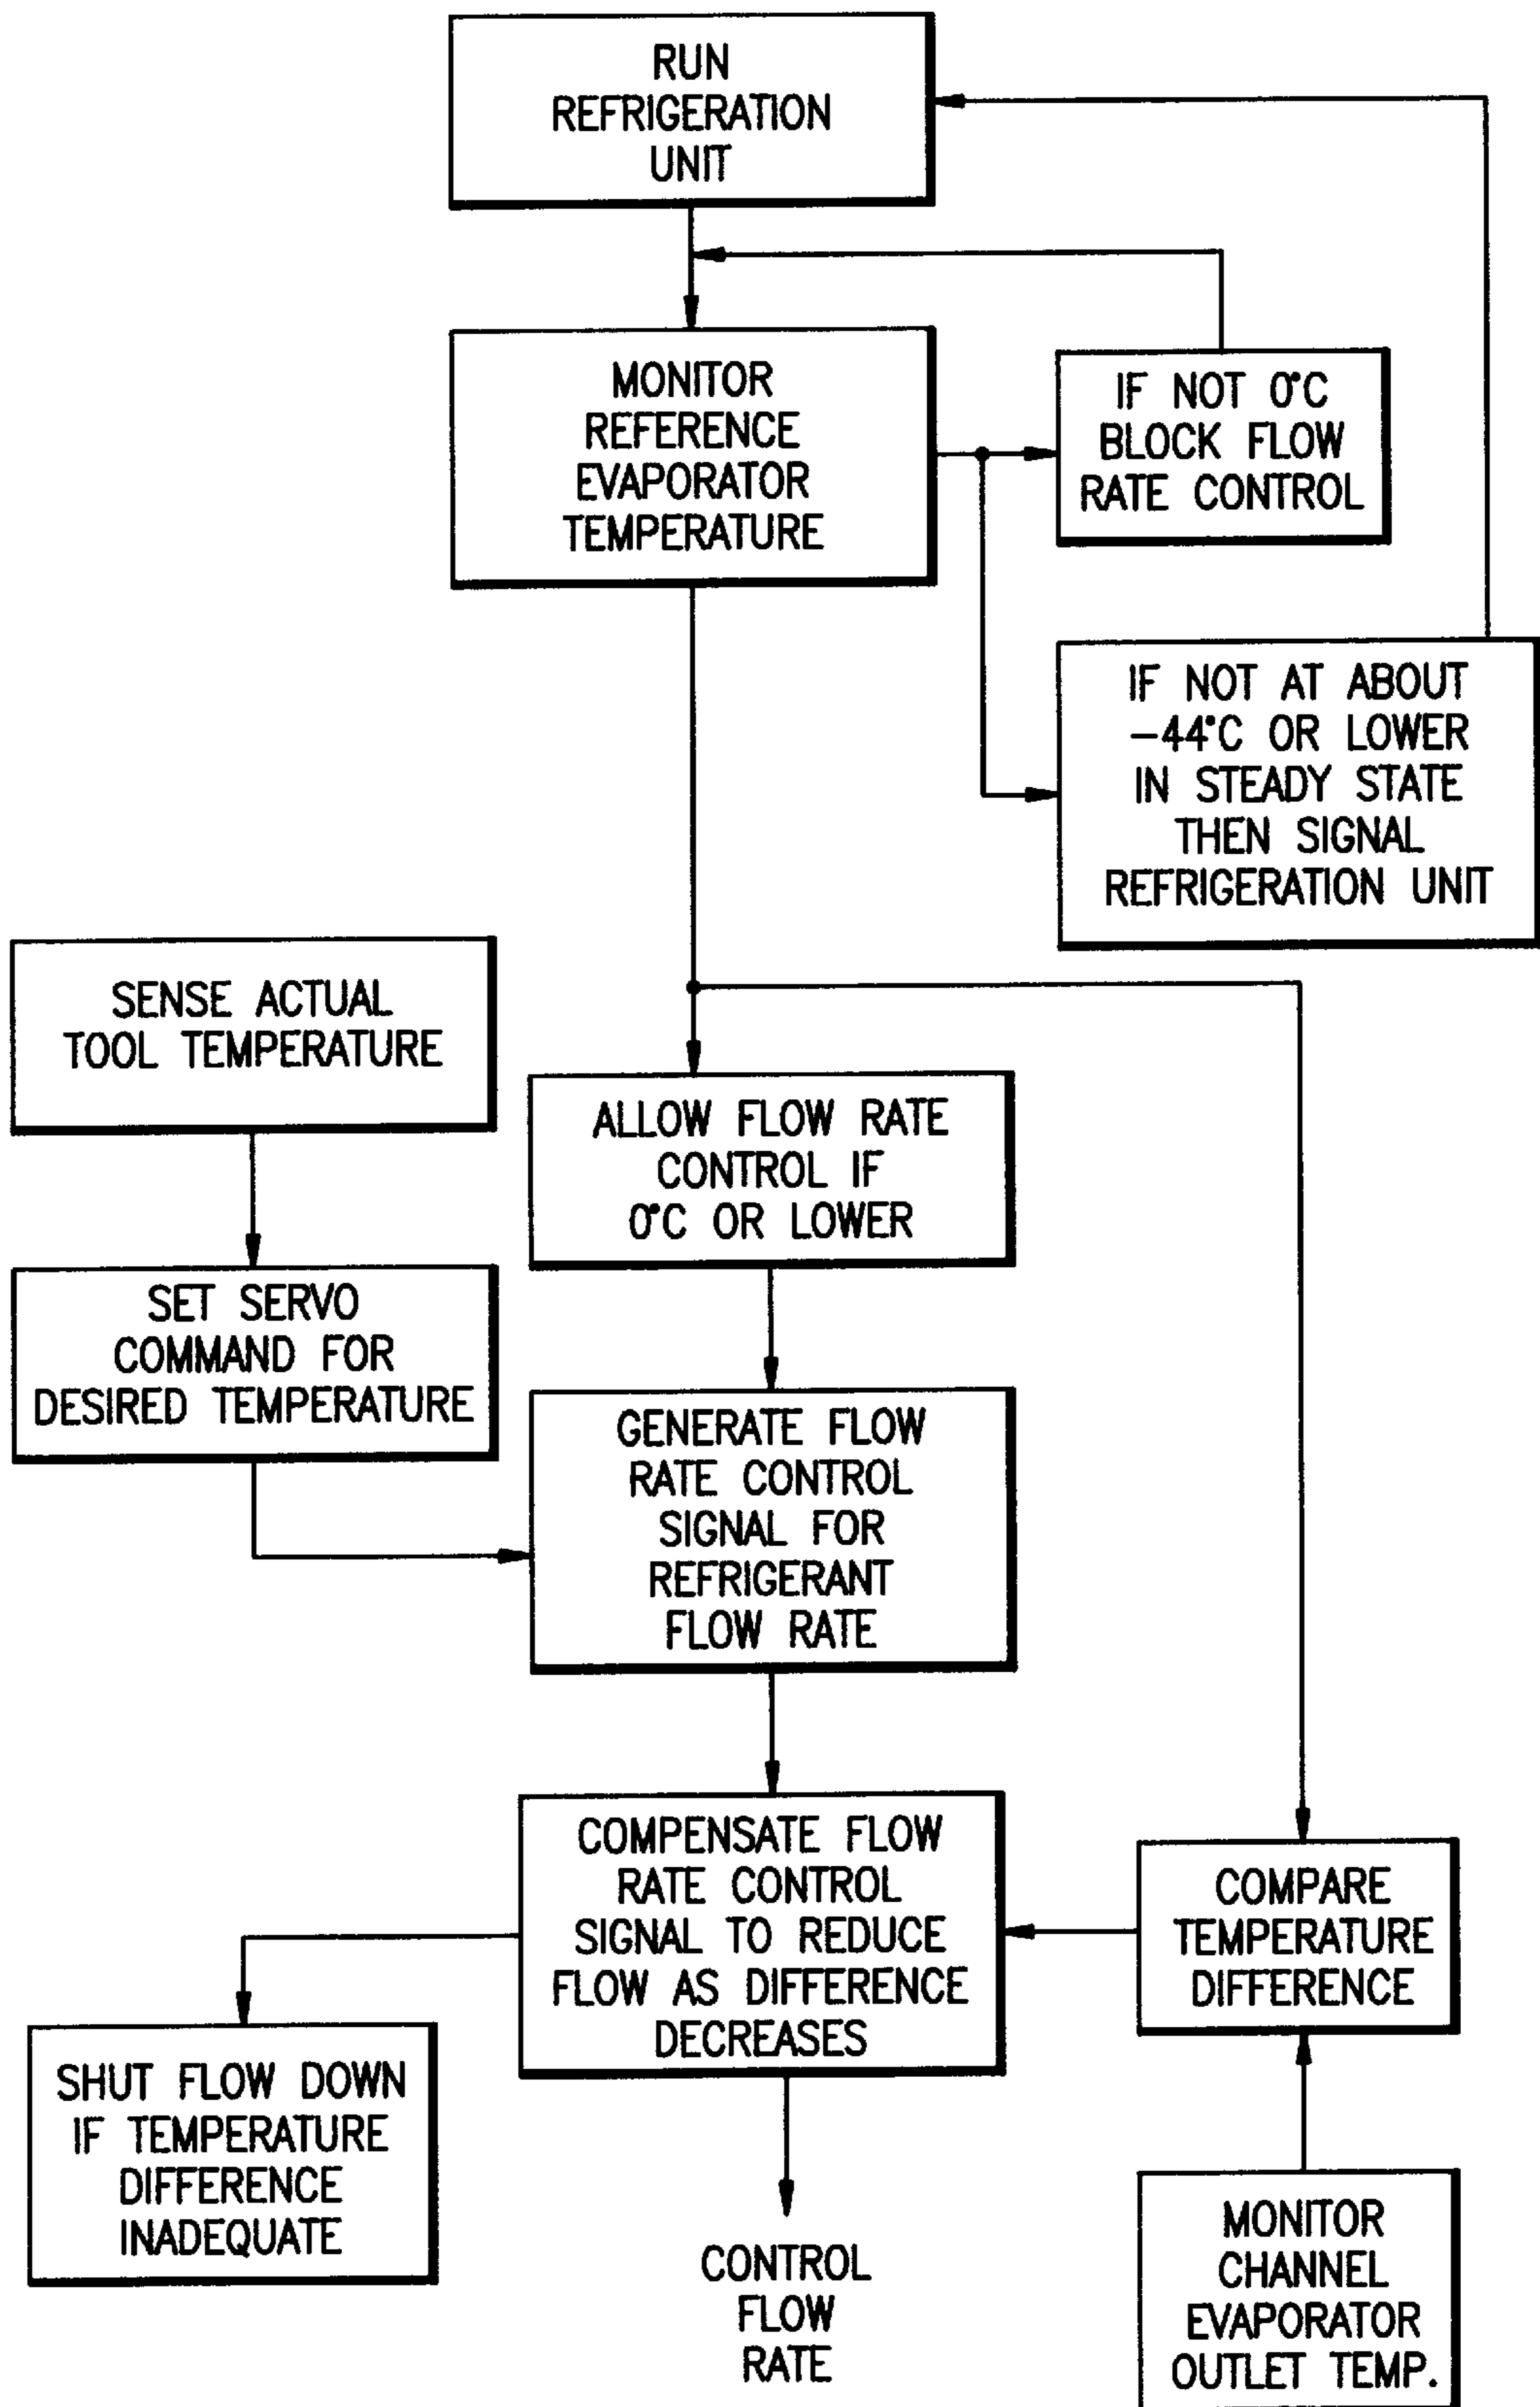 RUN
REFRIGERATION
UNIT
MONITOR
REFERENCE
EVAPORATOR
TEMPERATURE
IF NOT 0°C
BLOCK FLOW
RATE CONTROL
IF NOT AT ABOUT
-44°C OR LOWER
IN STEADY STATE
THEN SIGNAL
REFRIGERATION UNIT
SENSE ACTUAL
TOOL TEMPERATURE
ALLOW FLOW RATE
CONTROL IF
0°C OR LOWER
SET SERVO
COMMAND FOR
DESIRED TEMPERATURE
GENERATE FLOW
RATE CONTROL
SIGNAL FOR
REFRIGERANT
FLOW RATE
COMPENSATE FLOW
RATE CONTROL
SIGNAL TO REDUCE
FLOW AS DIFFERENCE
DECREASES
COMPARE
TEMPERATURE
DIFFERENCE
SHUT FLOW DOWN
IF TEMPERATURE
DIFFERENCE
INADEQUATE
CONTROL
FLOW
RATE
MONITOR
CHANNEL
EVAPORATOR
OUTLET TEMP.